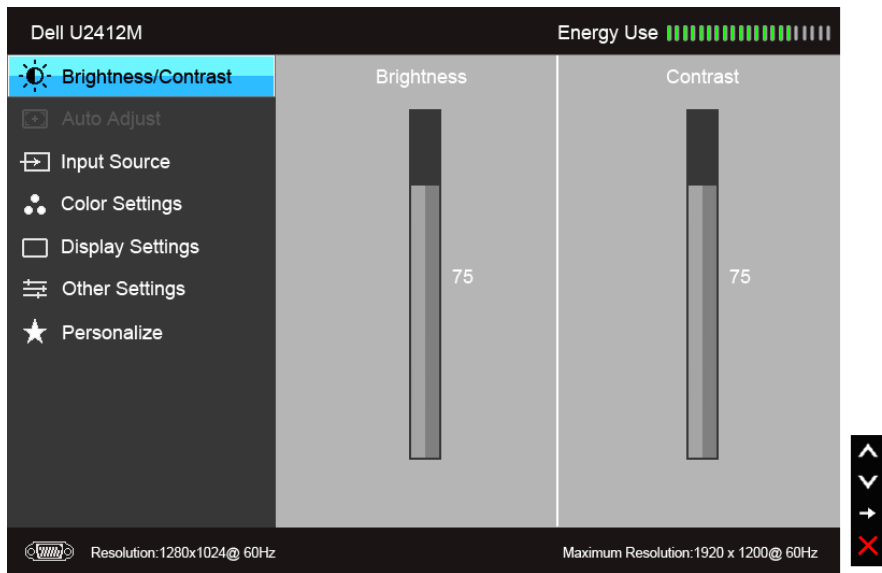 Dell U2412M
Energy Use
Brightness/Contrast
Brightness
Contrast
Auto Adjust
Input Source
Color Settings
Display Settings
75
75
Other Settings
Personalize
Resolution:1280x1024@ 60Hz
Maximum Resolution:1920 x 1200@ 60Hz